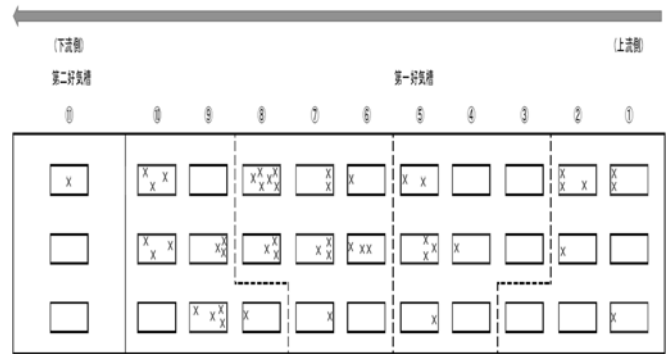 (下流側) (上流側)
第二好気槽 第一好気槽
⑪ ⑩ ⑨ ⑧ ⑦ ⑥ ⑤ ④ ③ ② ①
X X X X X X X X X X X X X X X X X X
X X X X X X X X X X X X X X X X X X
X X X X X X X X